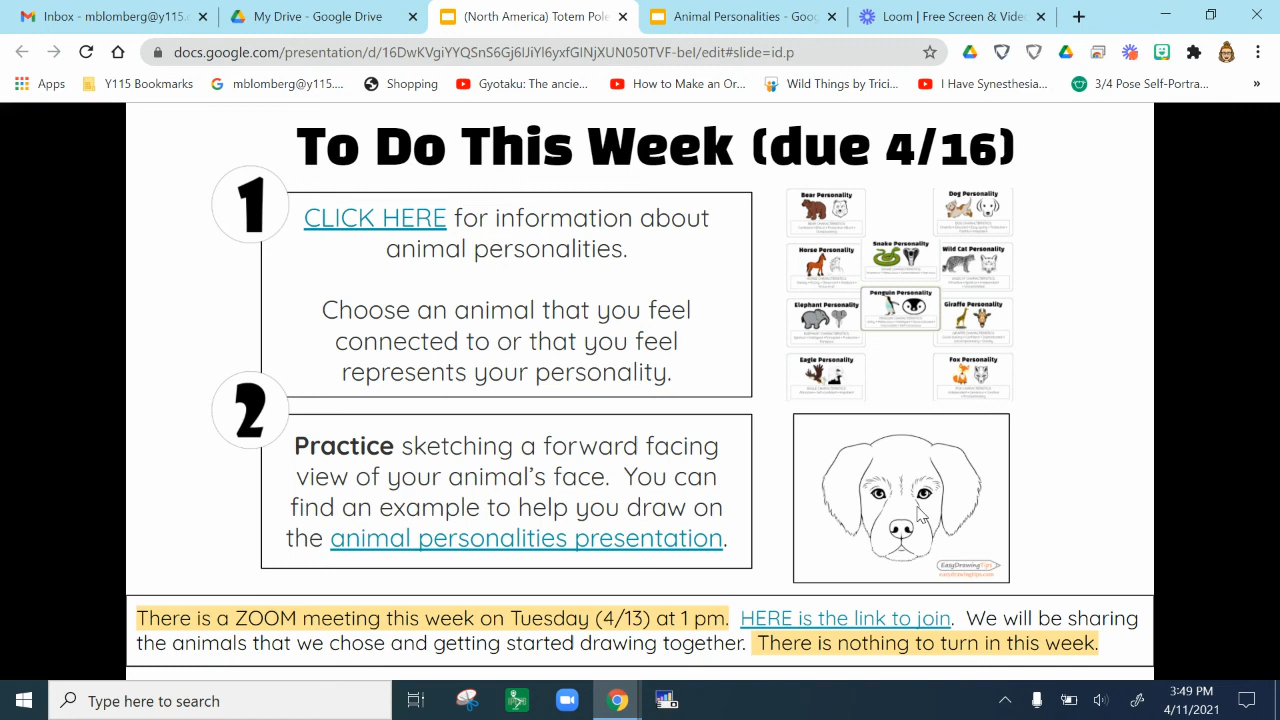 Inbox (1,076)
My Drive - Google
(North America) Totem Pole
Animal Personalities - Goo
Loom | Library
docs.google.com/presentation/d/16DwKVgiYYQStS6Gq6IJiYlkPexfGINjXUN050TVF-beI/edit#slide=id...
Apps
Y115 Bookmarks
mblomberg@y115....
Shopping
Gyotaku: The Ancie...
How to Make an Or...
Wild Things by Trici...
I Have Synesthesia...
3/4 Pose Self-Portra...
»
To Do This Week (due 4/16)
1
CLICK HERE for information about
animal personalities.
Choose an animal that you feel
connected to or that you feel
represents your personality.
Bear Personality
Dog Personality
Horse Personality
Snake Personality
Wild Cat Personality
Elephant Personality
Penguin Personality
Giraffe Personality
Eagle Personality
Fox Personality
2
Practice sketching a forward facing
view of your animal's face. You can
find an example to help you draw on
the animal personalities presentation.
EasyDrawingTips
easydrawingtips.com
There is a ZOOM meeting this week on Tuesday (4/13) at 1 pm. HERE is the link to join. We will be sharing
the animals that we chose and getting started drawing together. There is nothing to turn in this week.
Type here to search
3:49 PM
4/11/2021